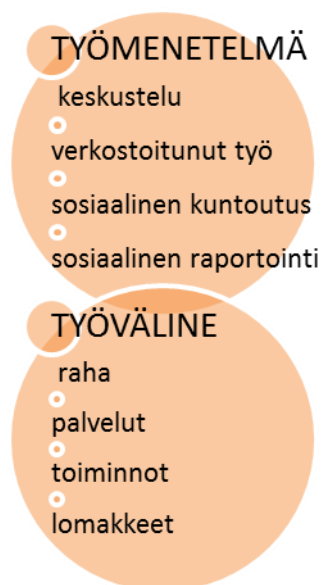 TYÖMENETELMÄ
keskustelu
verkostoitunut työ
sosiaalinen kuntoutus
sosiaalinen raportointi
TYÖVÄLINE
raha
palvelut
toiminnot
lomakkeet